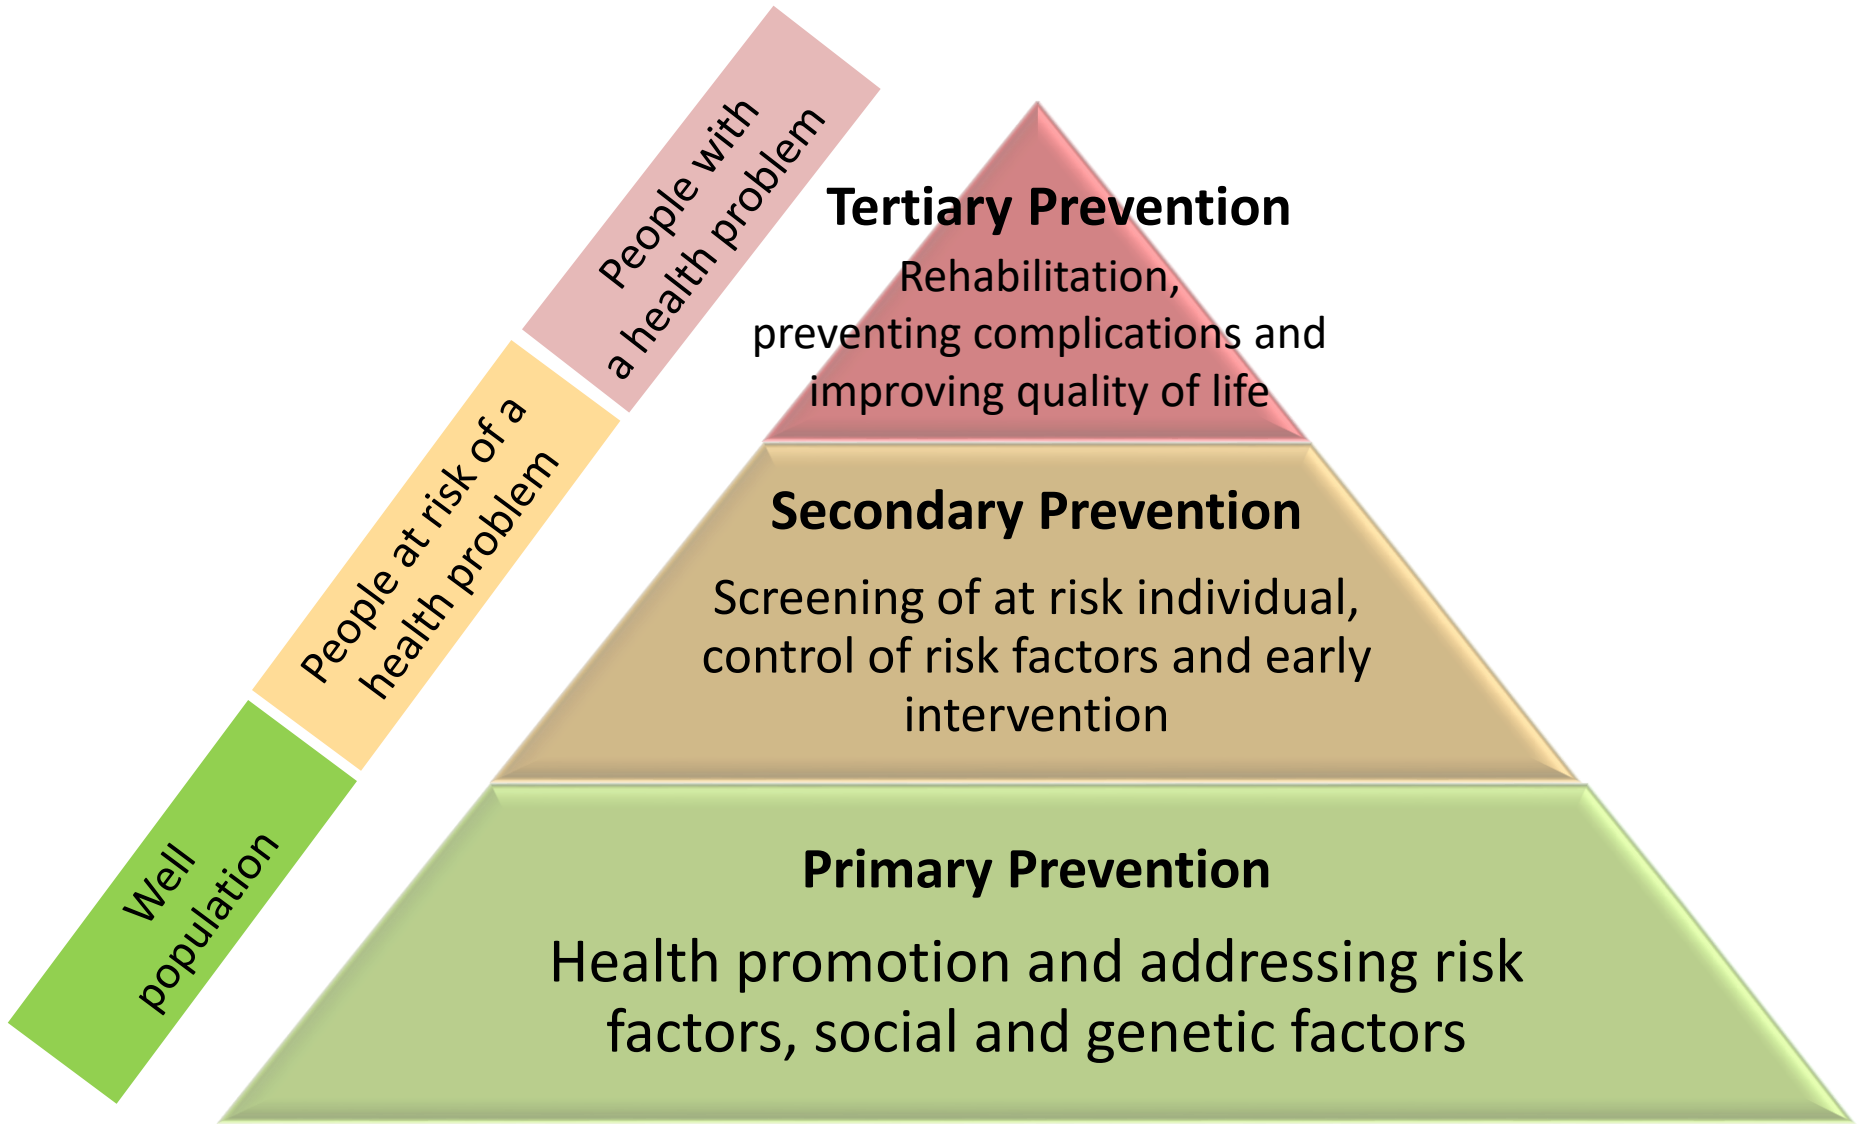 People with
a health problem
Tertiary Prevention
Rehabilitation,
preventing complications and
improving quality of life
People at risk of a
health problem
Secondary Prevention
Screening of at risk individual,
control of risk factors and early
intervention
Well
population
Primary Prevention
Health promotion and addressing risk
factors, social and genetic factors